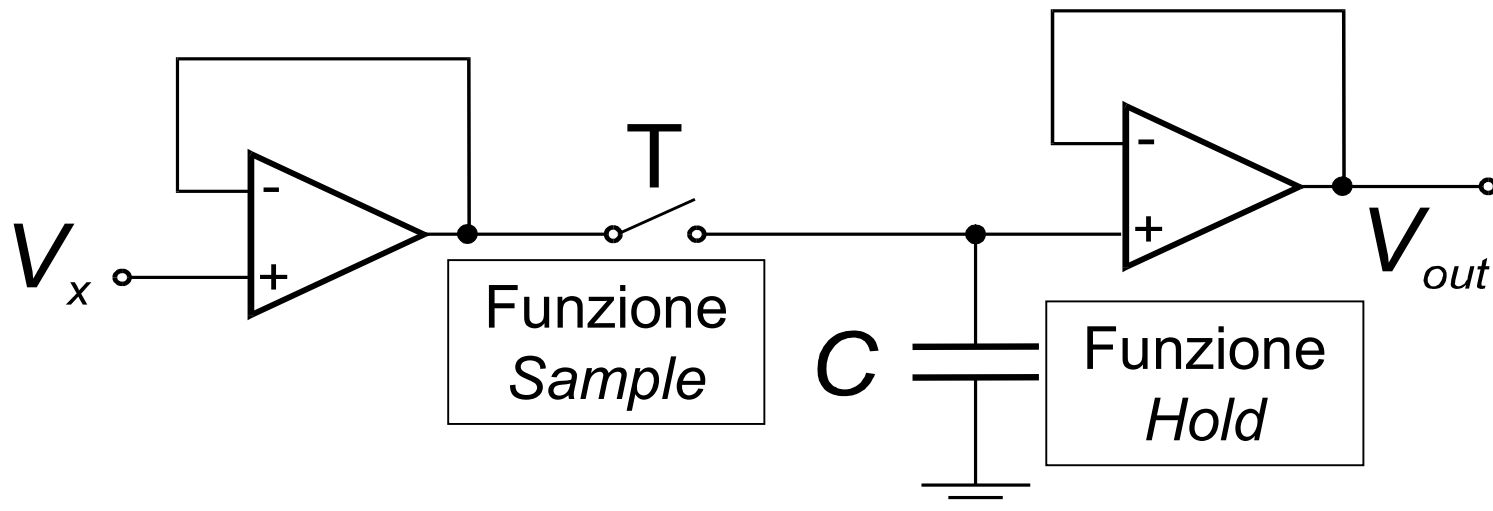 T
-
-
V x
+
+
V out
Funzione
Sample
C
Funzione
Hold